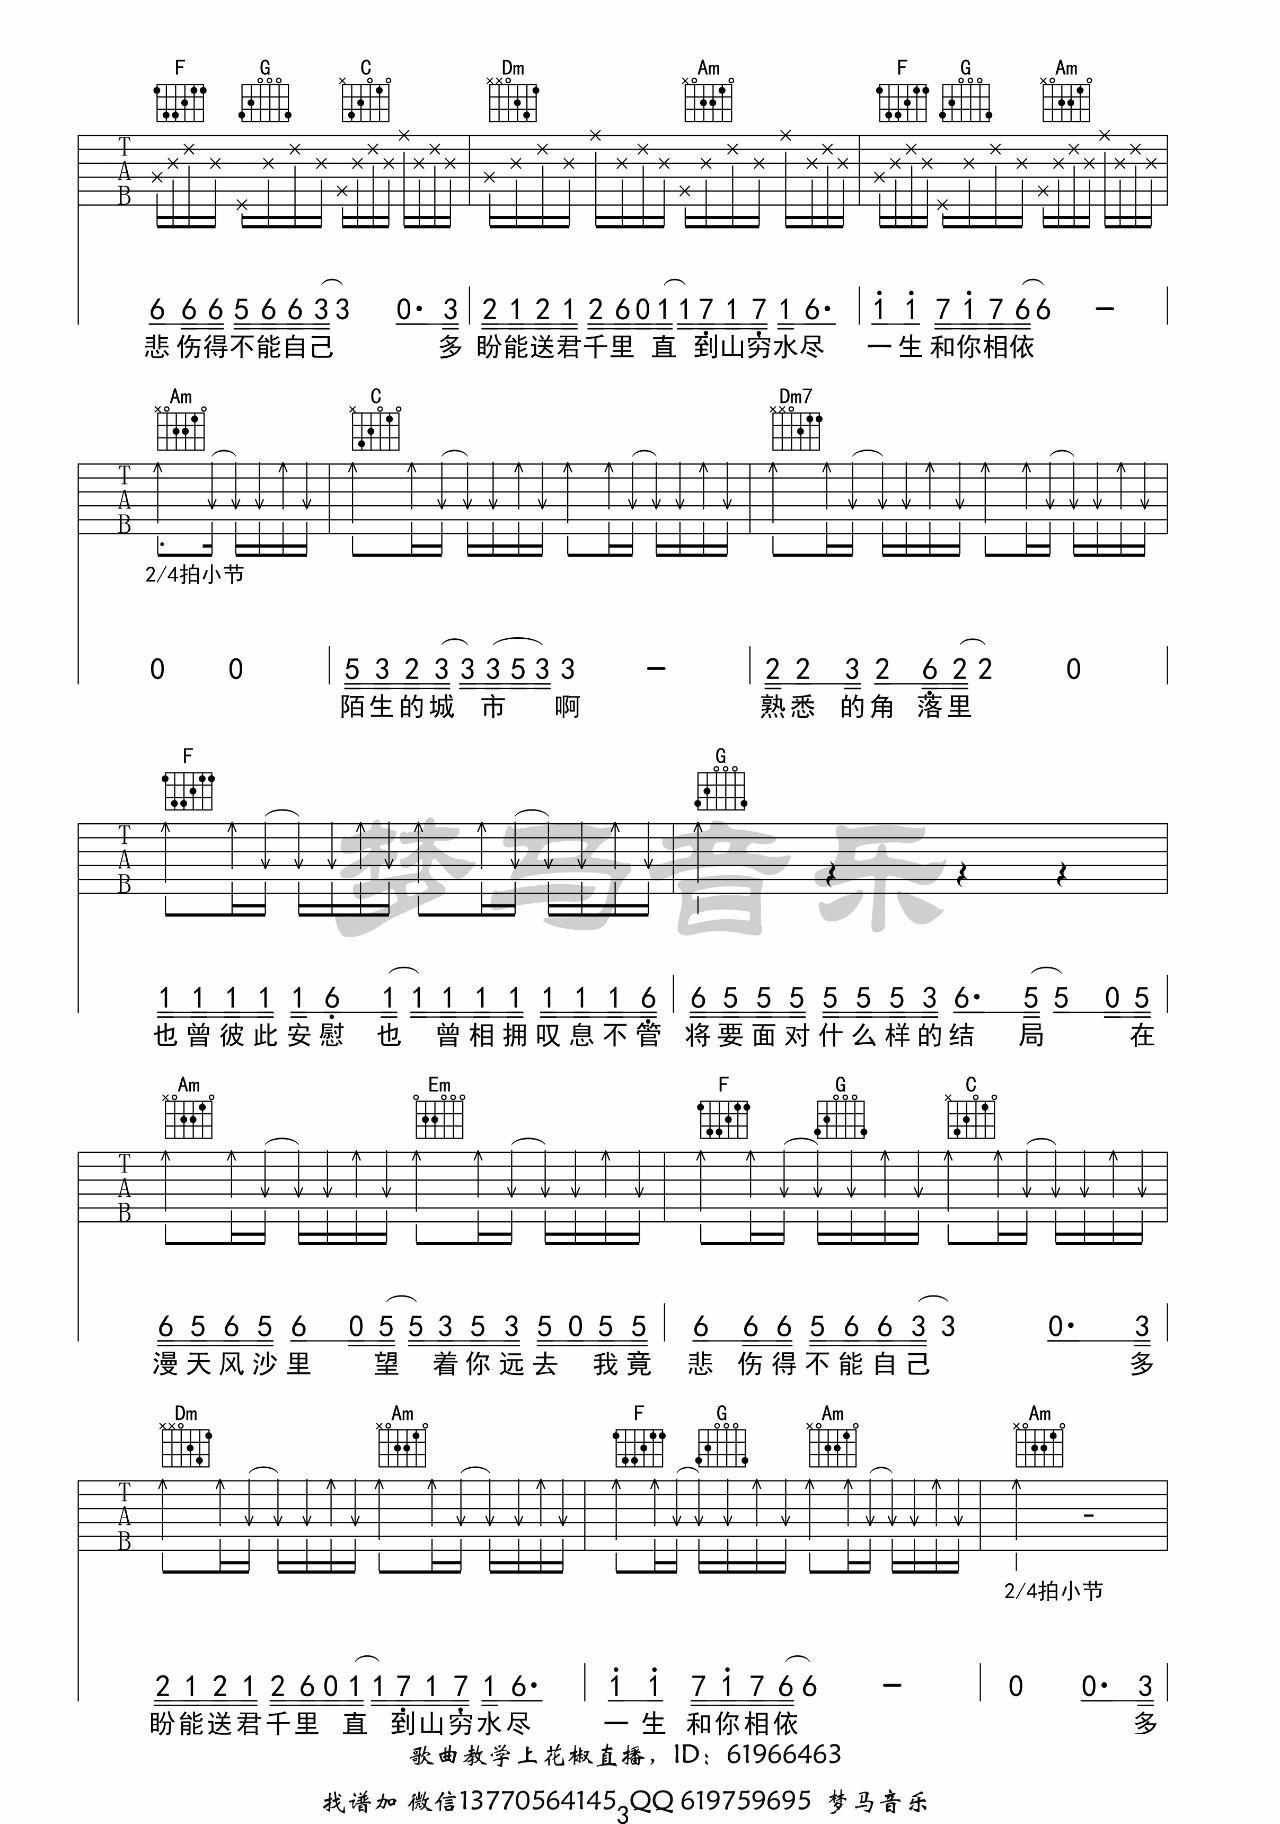 F G C Dm Am F G Am
T
A
B
6 6 6 5 6 6 3 3 0· 3 2 1 2 1 2 6 0 1 1 7 1 7 1 6· 1 1 7 1 7 6 6 –
悲伤得不能自己 多 盼能送君千里 直 到山穷水尽 一生和你相依
Am C Dm7
T
A
B
2/4拍小节
0 0 5 3 2 3 3 3 5 3 3 – 2 2 3 2 6 2 2 0
陌生的城 市 啊 熟悉 的角 落里
F G
T
A
B
梦马音乐
1 1 1 1 1 6 1 1 1 1 1 1 1 1 6 6 5 5 5 5 5 5 3 6· 5 5 0 5
也曾彼此安慰 也 曾相拥叹息不管 将要面对什么样的结 局 在
Am Em F G C
T
A
B
6 5 6 5 6 0 5 5 3 5 3 5 0 5 5 6 6 6 5 6 6 3 3 0· 3
漫天风沙里 望 着你远去 我竟 悲 伤得不能自己 多
Dm Am F G Am Am
T
A
B
2/4拍小节
2 1 2 1 2 6 0 1 1 7 1 7 1 6· 1 1 7 1 7 6 6 – 0 0· 3
盼能送君千里 直 到山穷水尽 一 生 和你相依 多
歌曲教学上花椒直播，ID：61966463
找谱加 微信13770564145 QQ 619759695 梦马音乐
3